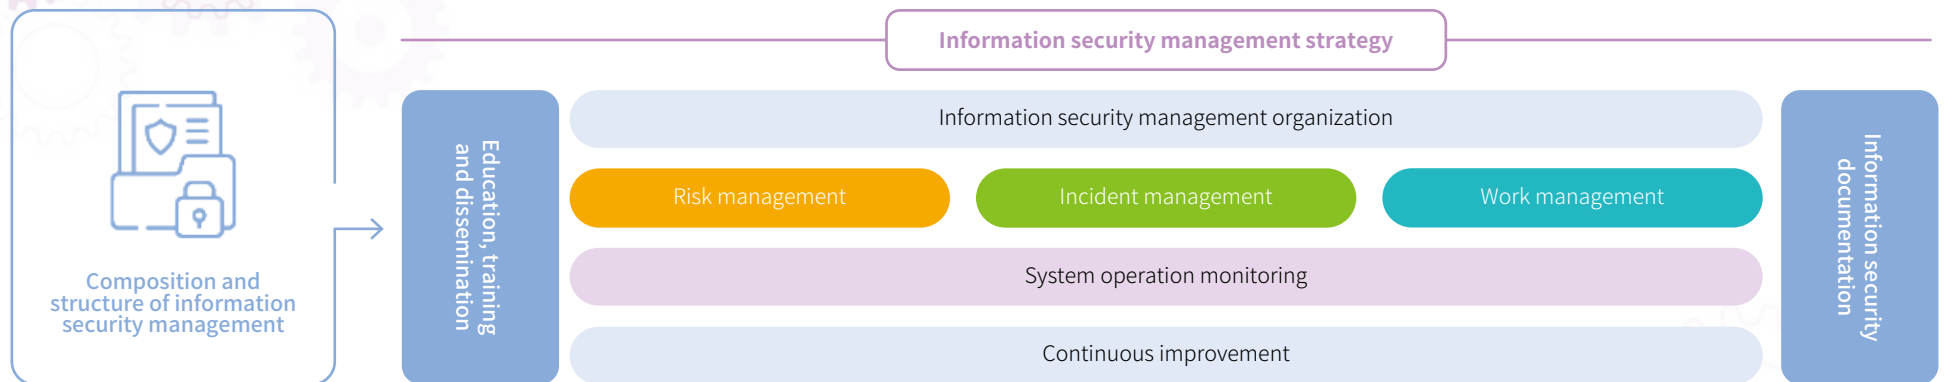 Information security management strategy
Composition and
structure of information
security management
Education, training
and dissemination
Information security management organization
Risk management
Incident management
Work management
System operation monitoring
Continuous improvement
Information security
documentation